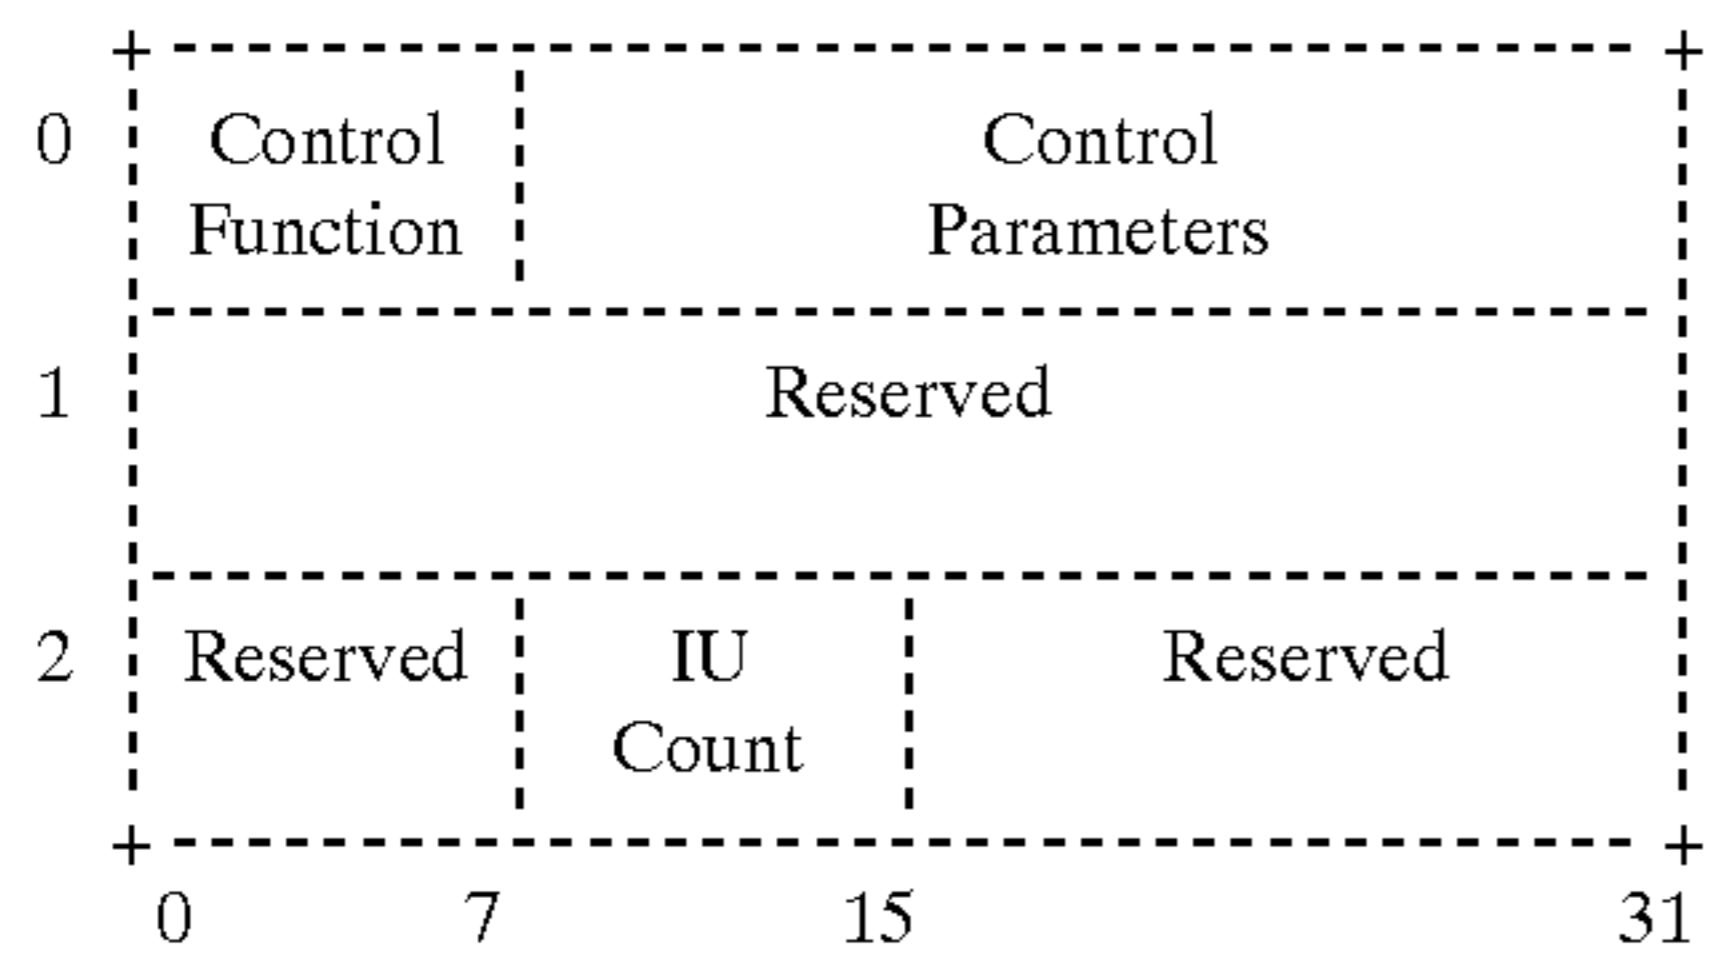 0 Control Control
Function Parameters
1 Reserved
2 Reserved IU Reserved
Count
0 7 15 31